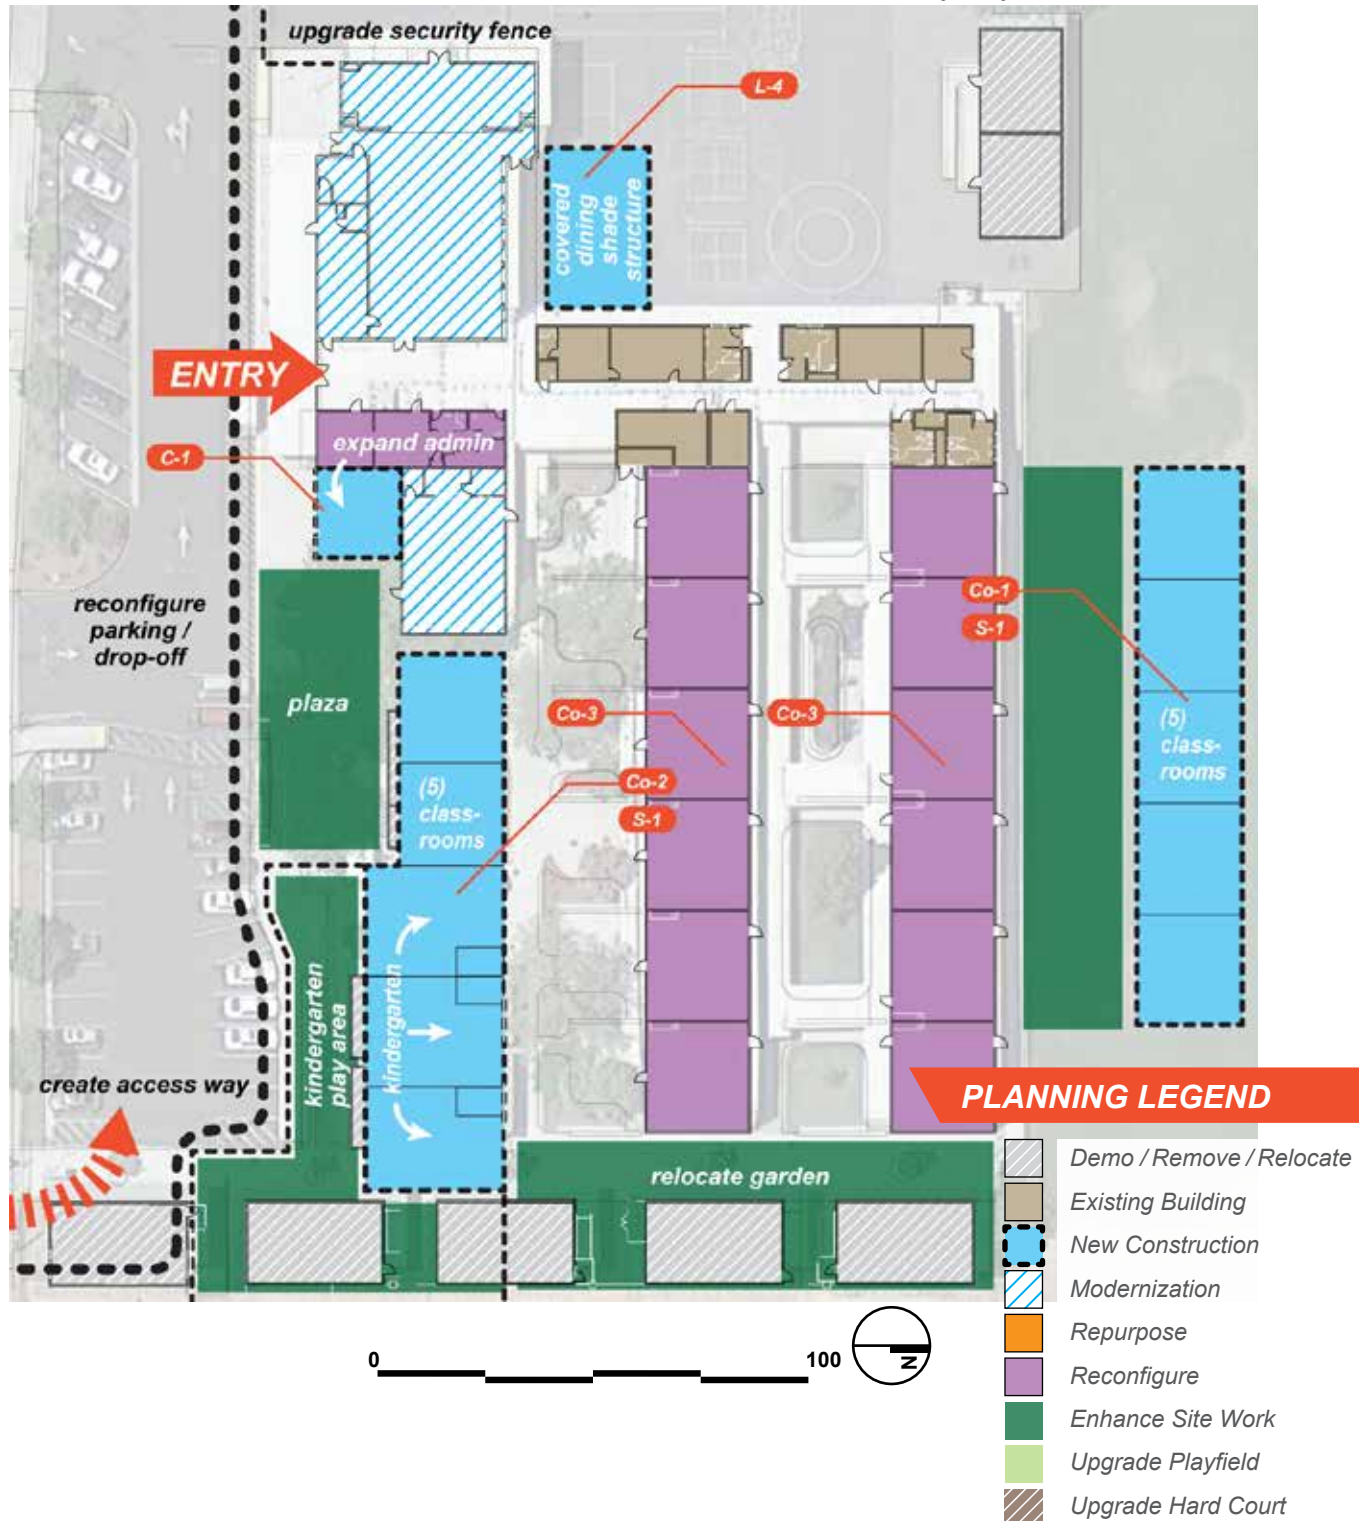 upgrade security fence
L-4
covered
dining
shade
structure
ENTRY
expand admin
C-1
reconfigure
parking /
drop-off
Co-1
S-1
plaza
Co-3
Co-3
(5)
class-
rooms
Co-2
S-1
(5)
class-
rooms
kindergarten
play area
kindergarten
create access way
relocate garden
PLANNING LEGEND
Demo / Remove / Relocate
Existing Building
New Construction
Modernization
Repurpose
Reconfigure
Enhance Site Work
Upgrade Playfield
Upgrade Hard Court
0
100
N